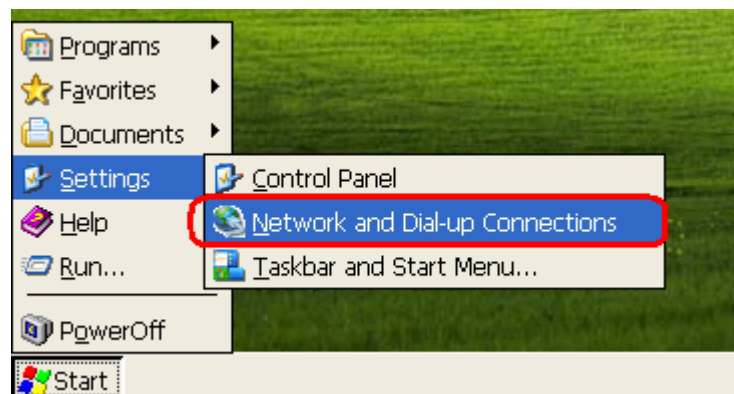 Programs
Favorites
Documents
Settings
Control Panel
Help
Network and Dial-up Connections
Run...
Taskbar and Start Menu...
PowerOff
Start